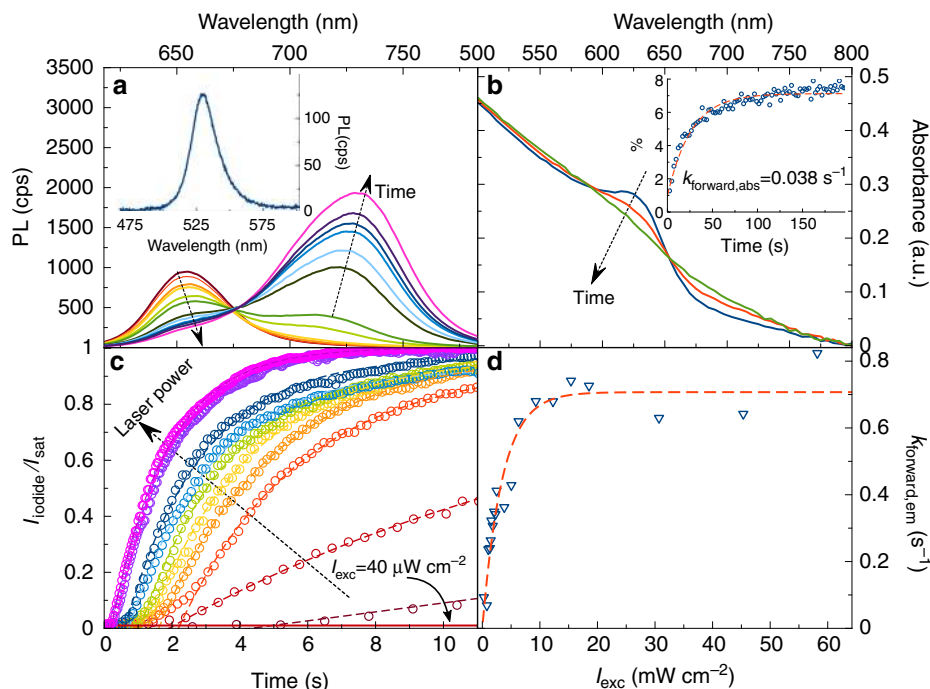 Wavelength (nm)
Wavelength (nm)
650 700 750 500
550 600 650 700 750 800
3500
3000
2500
2000
1500
1000
500
1
PL (cps)
a
100
50
0
PL(cps)
475 525 575
Wavelength (nm)
Time
b
8
6
4
2
%
k_forward,abs=0.038 s⁻¹
0 50 100 150
Time (s)
Time
0.5
0.4
0.3
0.2
0.1
0
Absorbance (a.u.)
c
Laser power
I_exc=40 μW cm⁻²
0.8
0.6
0.4
0.2
0
I_iodide/I_sat
0 2 4 6 8 10
Time (s)
d
0.8
0.6
0.4
0.2
0
k_forward,em (s⁻¹)
0 10 20 30 40 50 60
I_exc (mW cm⁻²)